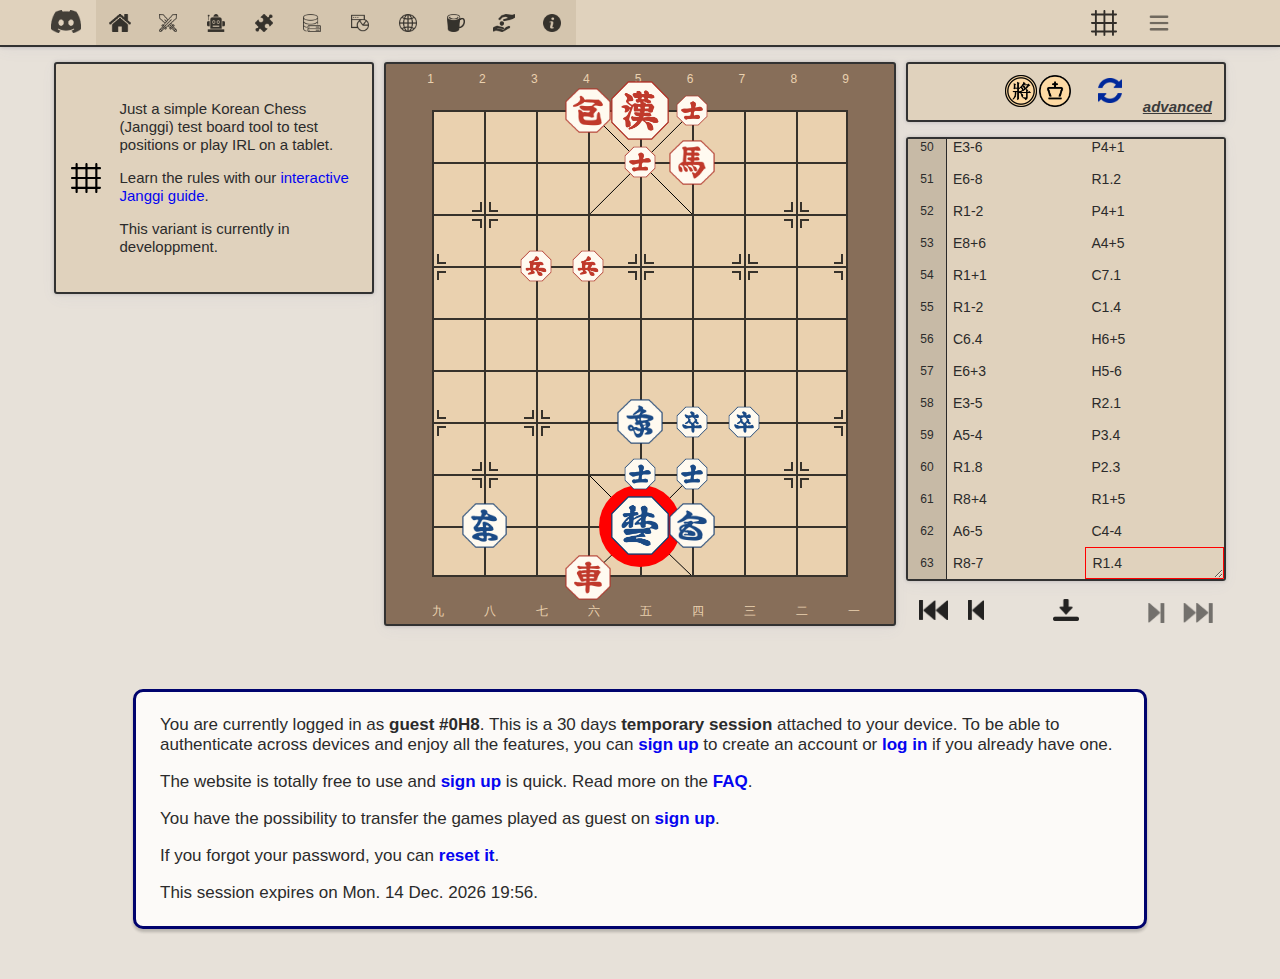 Just a simple Korean Chess
(Janggi) test board tool to test
positions or play IRL on a tablet.
Learn the rules with our interactive
Janggi guide.
This variant is currently in
developpment.
1 2 3 4 5 6 7 8 9
包 漢 士
士 馬
兵 兵
象 卒 卒
士 士
車 楚 包
車
九 八 七 六 五 四 三 二 一
將
advanced
50 E3-6 P4+1
51 E6-8 R1.2
52 R1-2 P4+1
53 E8+6 A4+5
54 R1+1 C7.1
55 R1-2 C1.4
56 C6.4 H6+5
57 E6+3 H5-6
58 E3-5 R2.1
59 A5-4 P3.4
60 R1.8 P2.3
61 R8+4 R1+5
62 A6-5 C4-4
63 R8-7 R1.4
You are currently logged in as guest #0H8. This is a 30 days temporary session attached to your device. To be able to
authenticate across devices and enjoy all the features, you can sign up to create an account or log in if you already have one.
The website is totally free to use and sign up is quick. Read more on the FAQ.
You have the possibility to transfer the games played as guest on sign up.
If you forgot your password, you can reset it.
This session expires on Mon. 14 Dec. 2026 19:56.